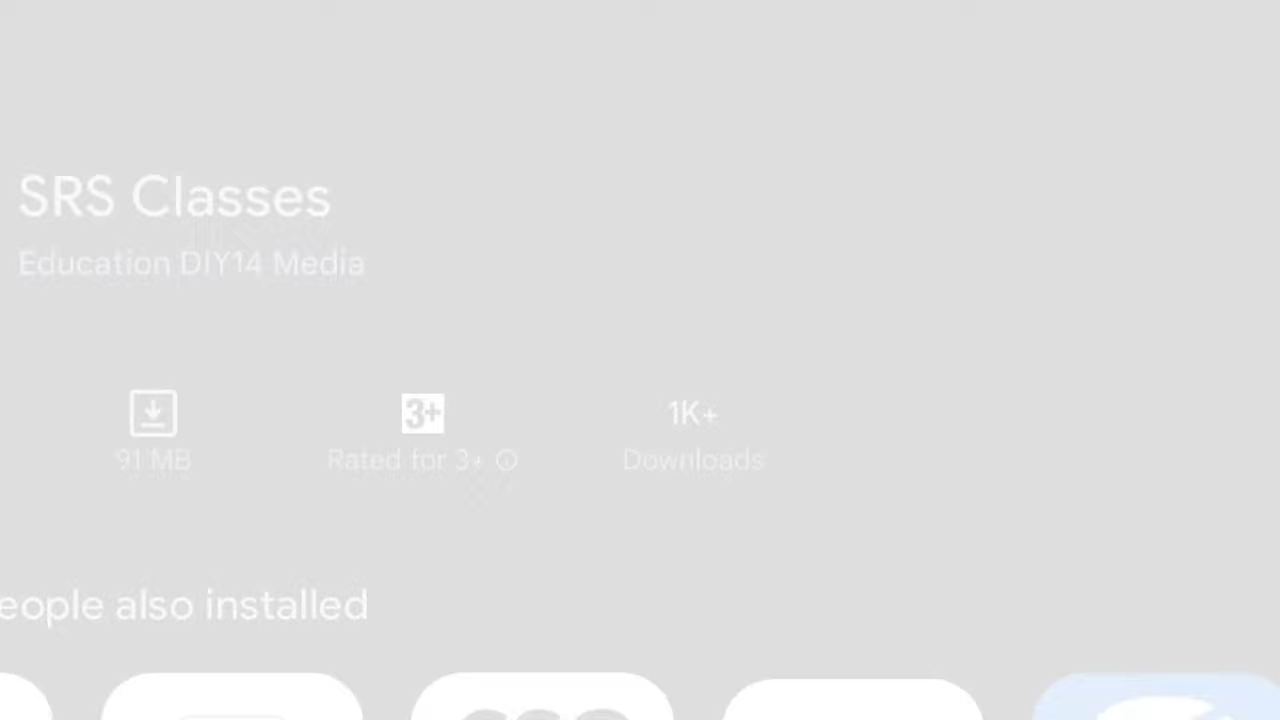 SRS Classes
Education DIY14 Media
3+
1K+
91 MB
Rated for 3+
Downloads
eople also installed